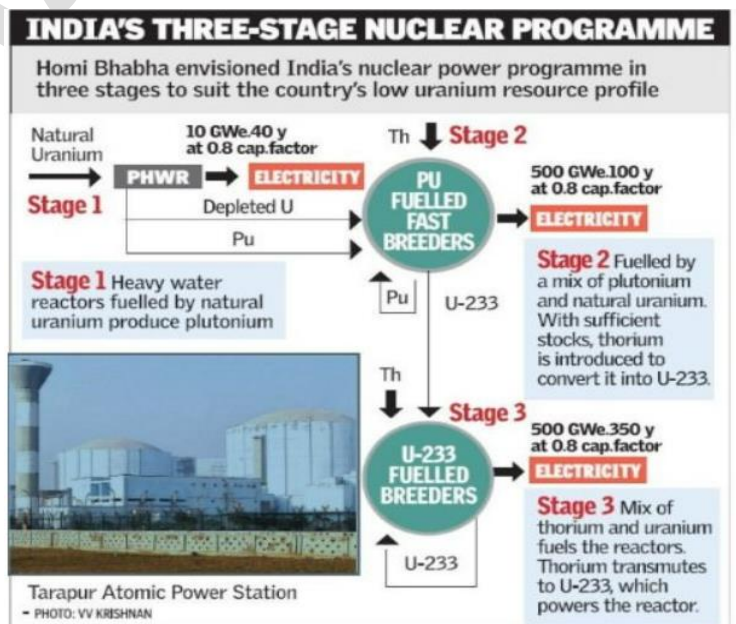 INDIA'S THREE-STAGE NUCLEAR PROGRAMME
Homi Bhabha envisioned India's nuclear power programme in
three stages to suit the country's low uranium resource profile
Natural
Uranium
Stage 1
PHWR
10 GWe.40 y
at 0.8 cap.factor
ELECTRICITY
Depleted U
Pu
Stage 1 Heavy water
reactors fuelled by natural
uranium produce plutonium
Th
Stage 2
PU
FUELLED
FAST
BREEDERS
500 GWe.100 y
at 0.8 cap.factor
ELECTRICITY
Pu
U-233
Stage 2 Fuelled by
a mix of plutonium
and natural uranium.
With sufficient
stocks, thorium
is introduced to
convert it into U-233.
Th
Stage 3
U-233
FUELLED
BREEDERS
500 GWe.350 y
at 0.8 cap.factor
ELECTRICITY
U-233
Stage 3 Mix of
thorium and uranium
fuels the reactors.
Thorium transmutes
to U-233, which
powers the reactor.
Tarapur Atomic Power Station
- PHOTO: VV KRISHNAN